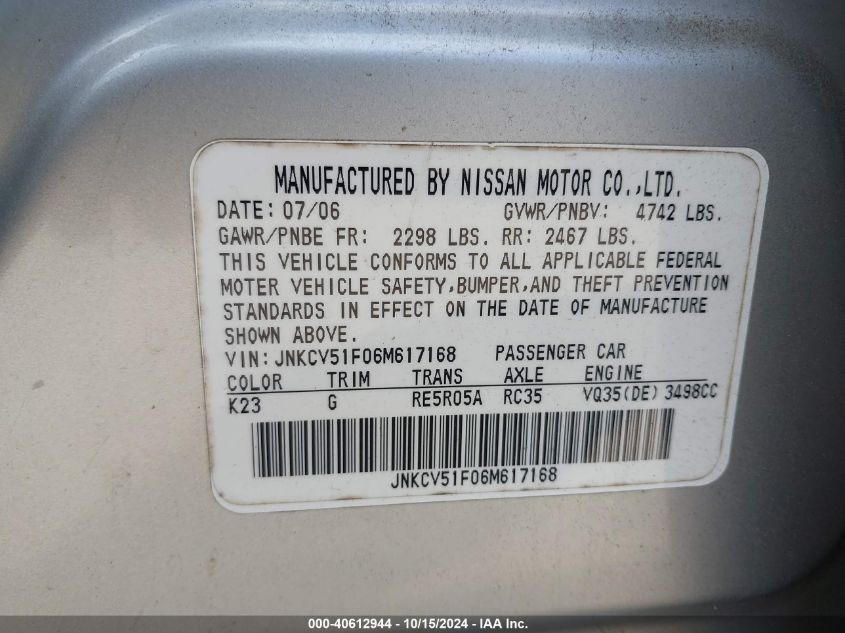 MANUFACTURED BY NISSAN MOTOR CO.,LTD.
DATE: 07/06 GVWR/PNBV: 4742 LBS.
GAWR/PNBE FR: 2298 LBS. RR: 2467 LBS.
THIS VEHICLE CONFORMS TO ALL APPLICABLE FEDERAL
MOTER VEHICLE SAFETY,BUMPER,AND THEFT PREVENTION
STANDARDS IN EFFECT ON THE DATE OF MANUFACTURE
SHOWN ABOVE.
VIN: JNKCV51F06M617168 PASSENGER CAR
COLOR TRIM TRANS AXLE ENGINE
K23 G RE5R05A RC35 VQ35(DE) 3498CC
JNKCV51F06M617168
000-40612944 - 10/15/2024 - IAA Inc.